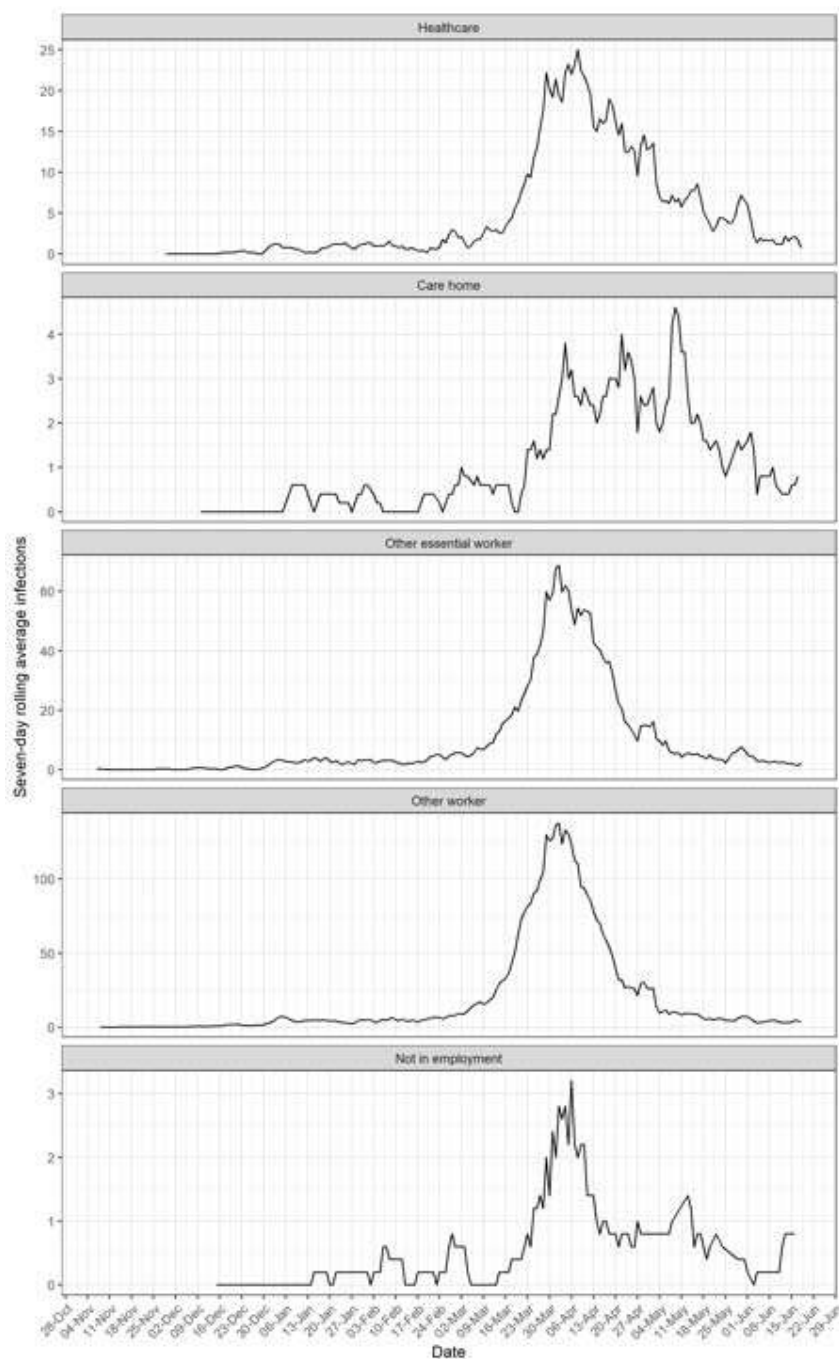 Healthcare
25
20
15
10
5
0
Care home
4
3
2
1
0
Other essential worker
60
40
20
0
Seven-day rolling average infections
Other worker
100
50
0
Not in employment
3
2
1
0
28-Oct
04-Nov
11-Nov
18-Nov
25-Nov
02-Dec
09-Dec
16-Dec
23-Dec
30-Dec
06-Jan
13-Jan
20-Jan
27-Jan
03-Feb
10-Feb
17-Feb
24-Feb
02-Mar
09-Mar
16-Mar
23-Mar
30-Mar
06-Apr
13-Apr
20-Apr
27-Apr
04-May
11-May
18-May
25-May
01-Jun
08-Jun
15-Jun
22-Jun
29-Jun
Date